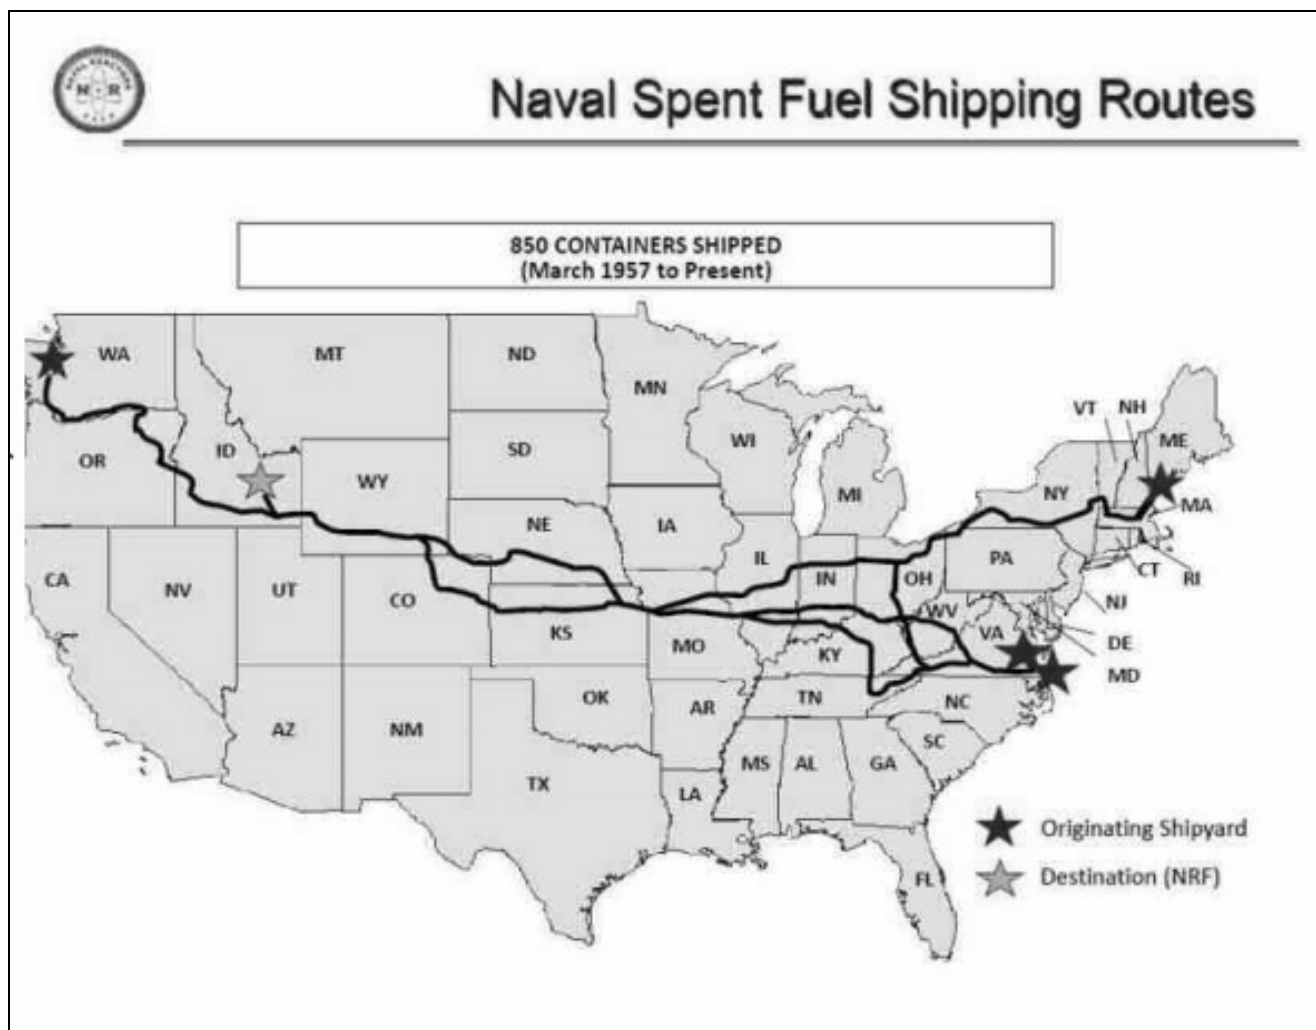 NAVAL REACTORS
N R
Naval Spent Fuel Shipping Routes
850 CONTAINERS SHIPPED
(March 1957 to Present)
WA
MT
ND
MN
VT
NH
ME
OR
ID
WY
SD
WI
MI
NY
MA
NE
IA
IL
IN
OH
PA
CT
RI
CA
NV
UT
CO
KS
MO
KY
WV
VA
NJ
DE
MD
AZ
NM
OK
AR
TN
NC
TX
LA
MS
AL
GA
SC
FL
Originating Shipyard
Destination (NRF)